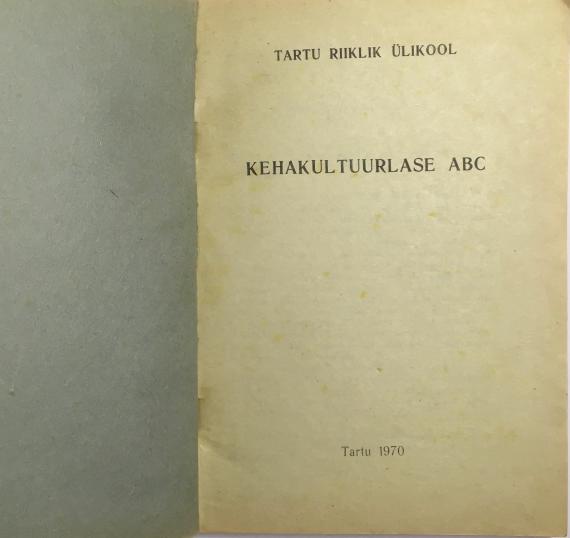 TARTU RIIKLIK ÜLIKOOL
KEHAKULTUURLASE ABC
Tartu 1970